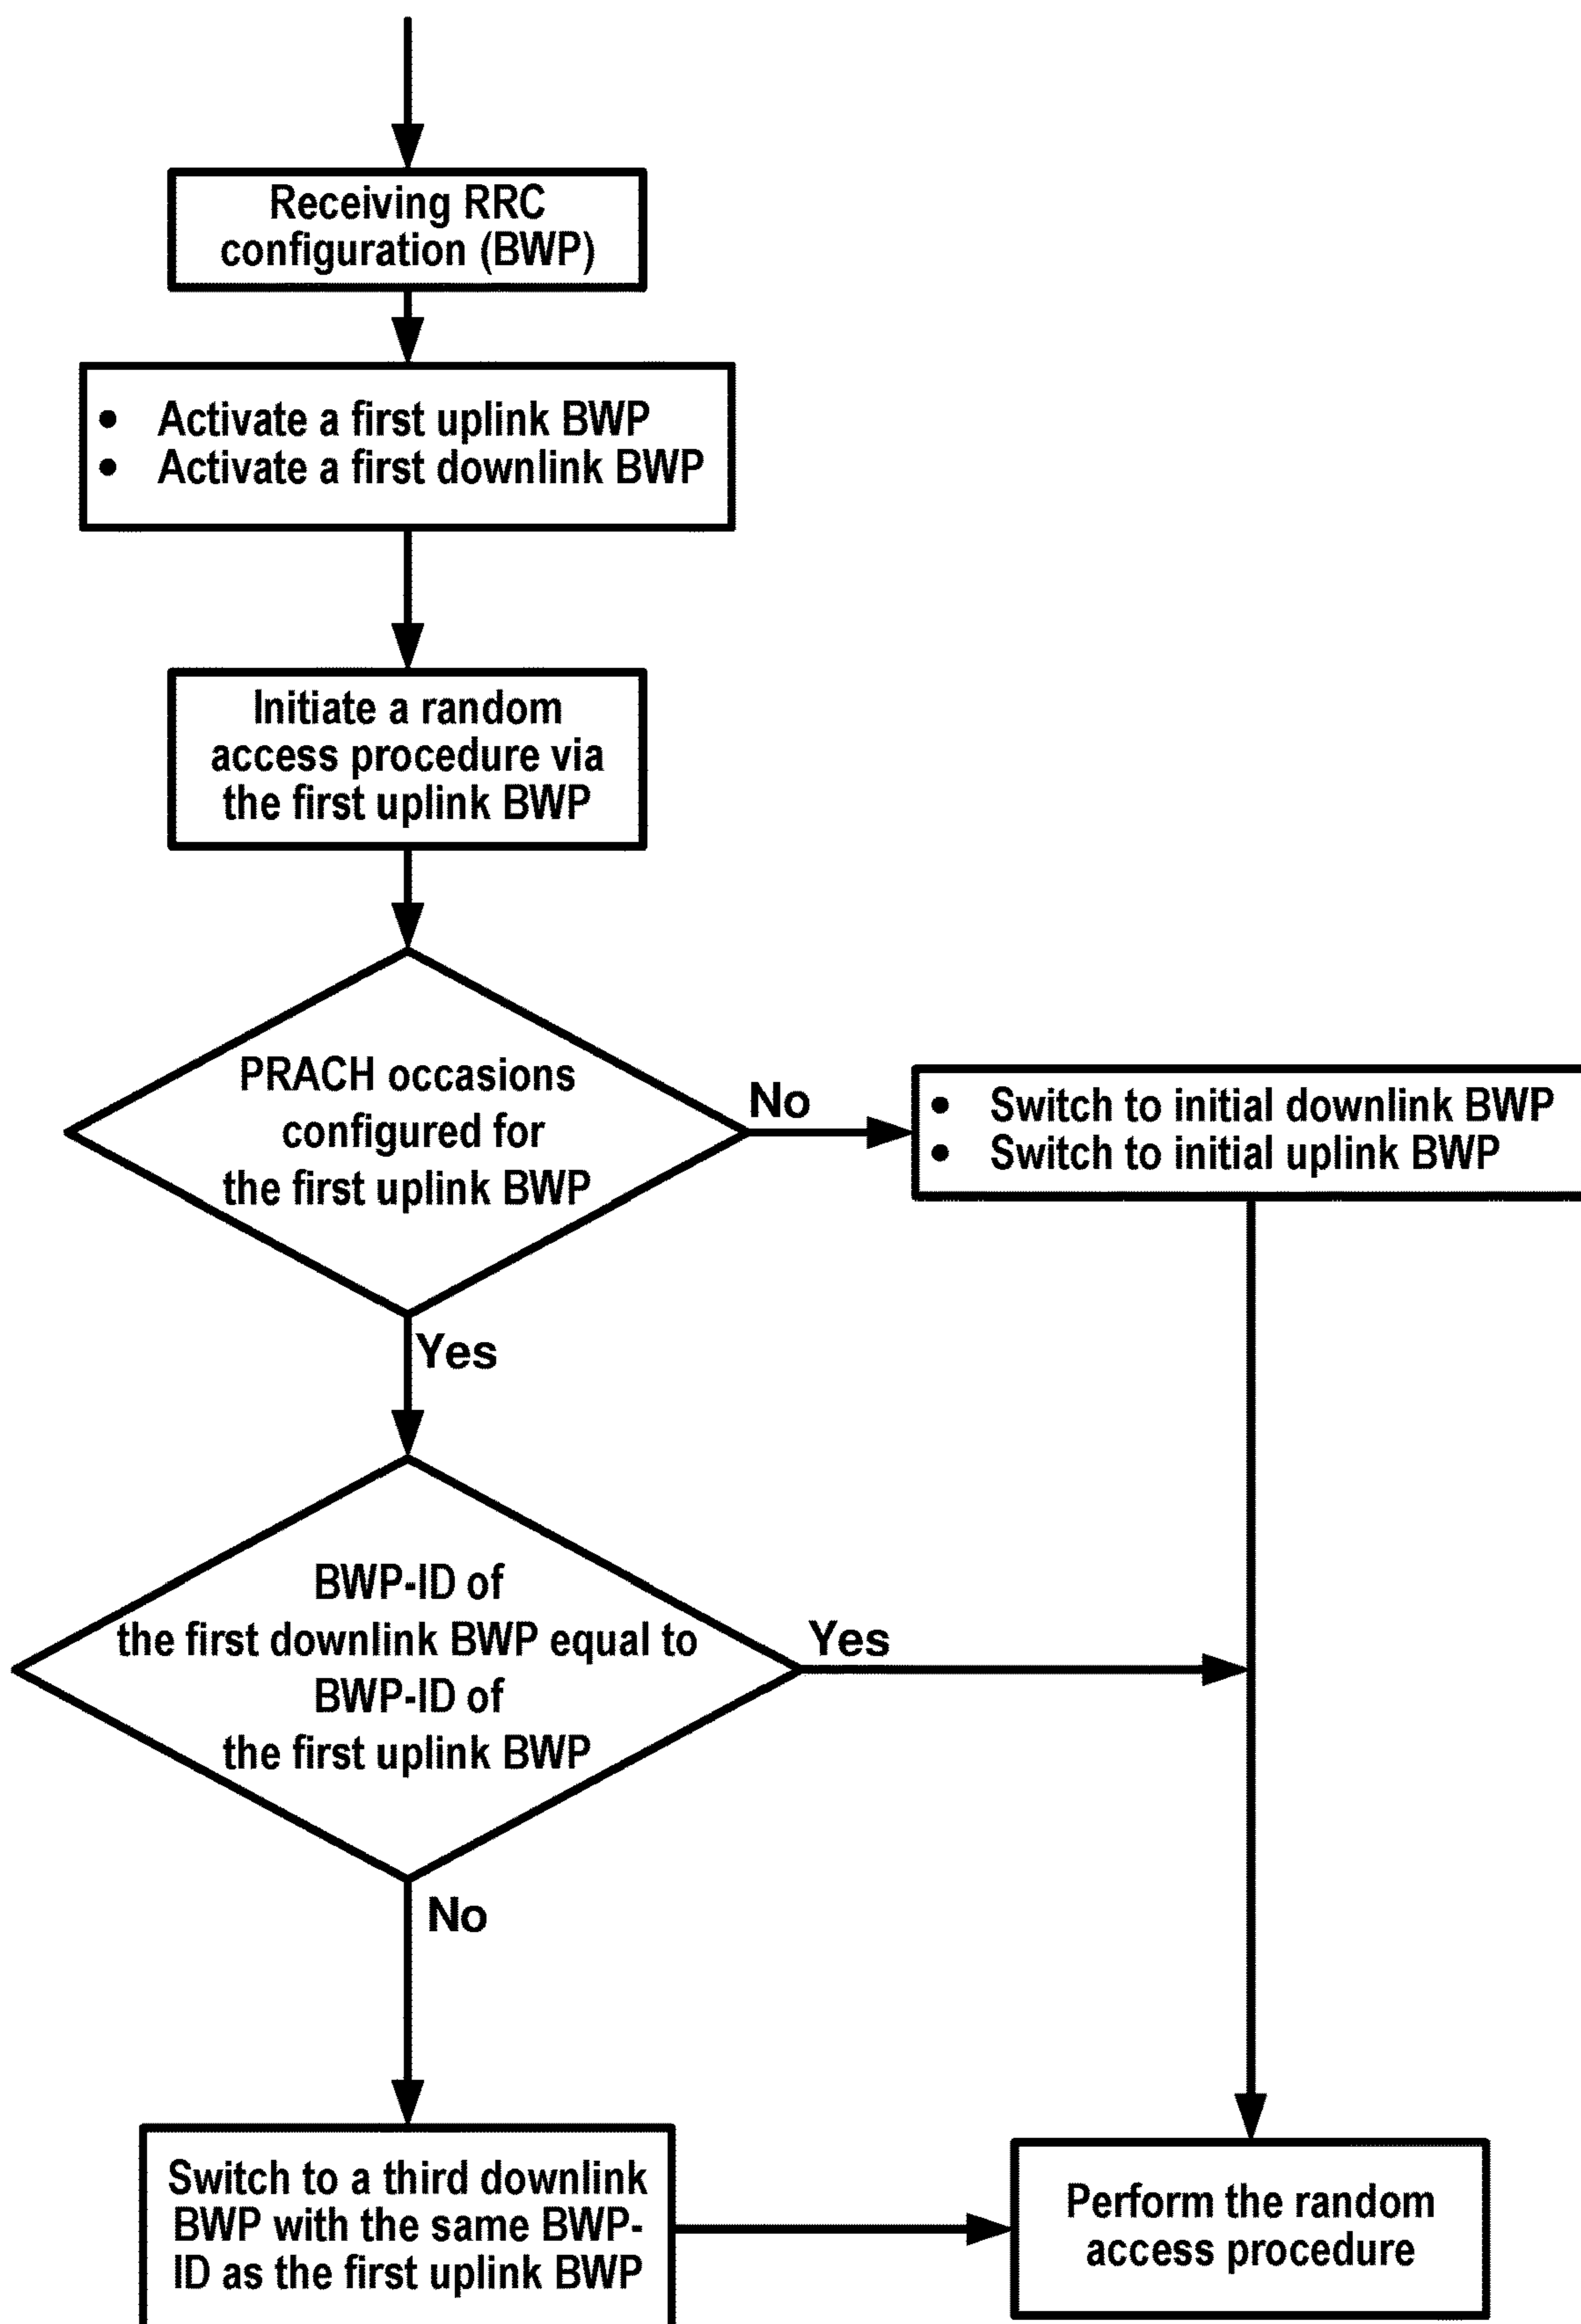 Receiving RRC
configuration (BWP)
• Activate a first uplink BWP
• Activate a first downlink BWP
Initiate a random
access procedure via
the first uplink BWP
PRACH occasions
configured for
the first uplink BWP
No
• Switch to initial downlink BWP
• Switch to initial uplink BWP
Yes
BWP-ID of
the first downlink BWP equal to
BWP-ID of
the first uplink BWP
Yes
No
Switch to a third downlink
BWP with the same BWP-
ID as the first uplink BWP
Perform the random
access procedure